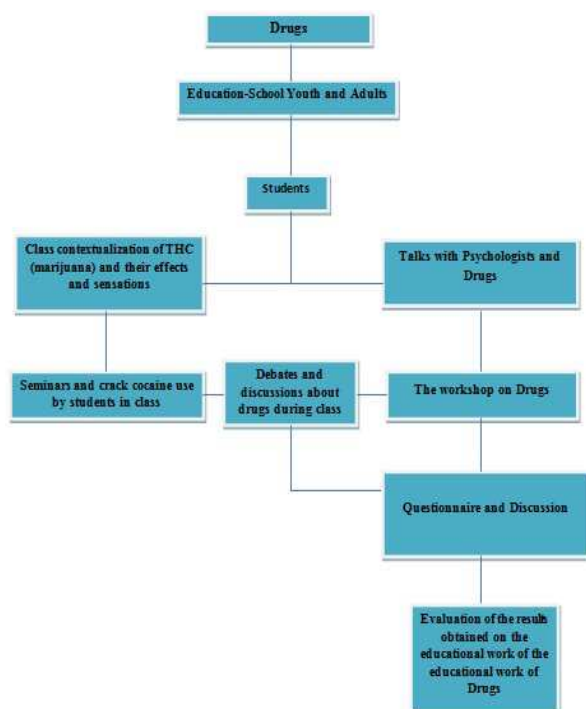 Drugs
Education-School Youth and Adults
Students
Class contextualization of THC
(marijuana) and their effects
and sensations
Talks with Psychologists and
Drugs
Seminars and crack cocaine use
by students in class
Debates and
discussions about
drugs during class
The workshop on Drugs
Questionnaire and Discussion
Evaluation of the results
obtained on the
educational work of the
educational work of
Drugs